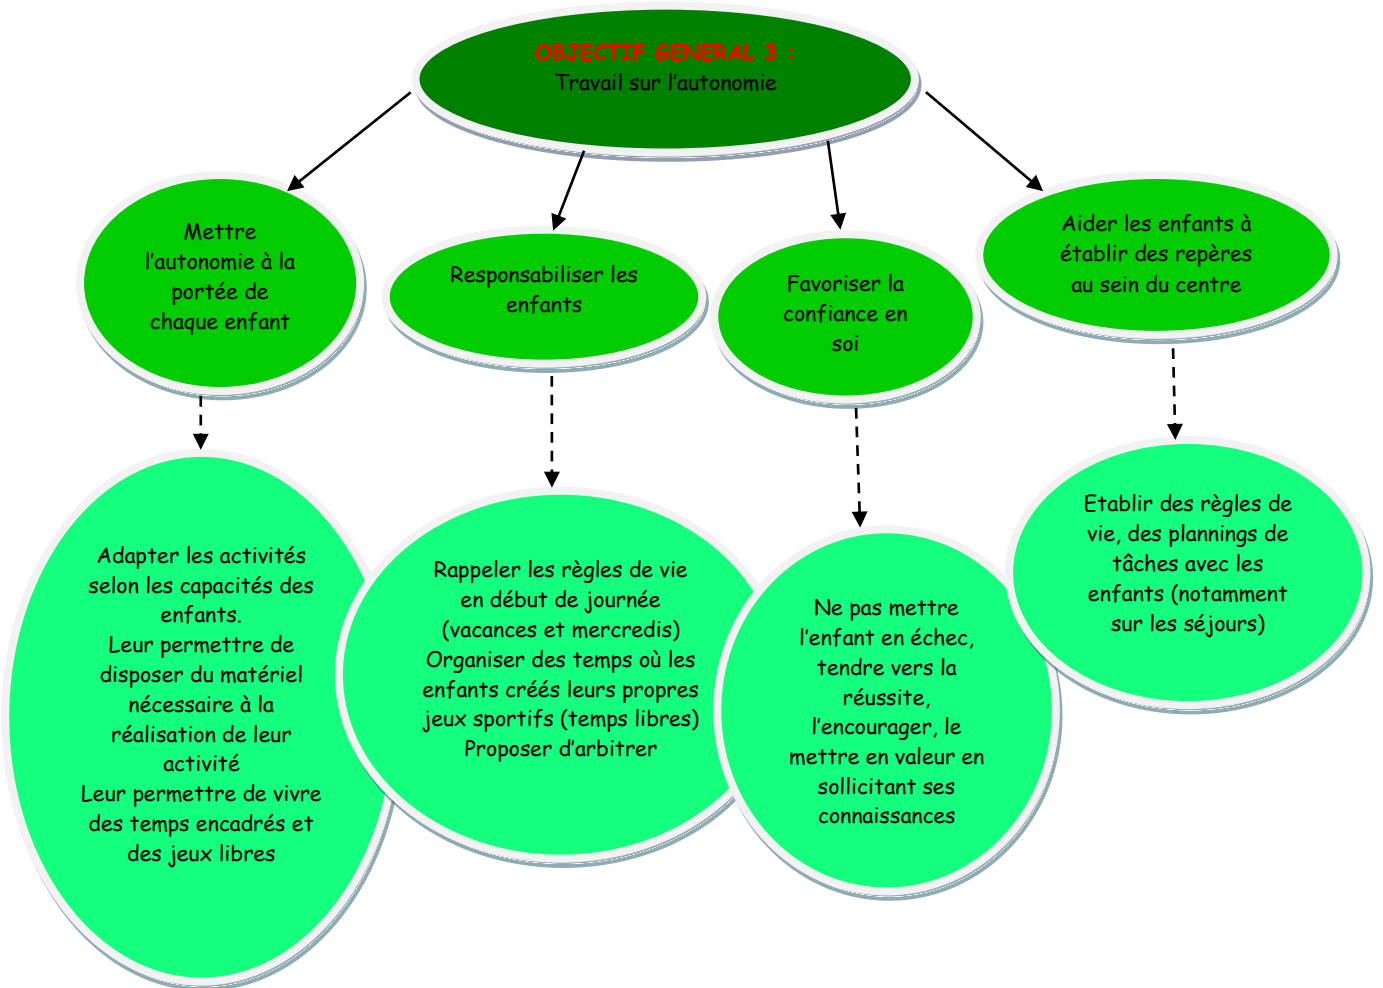 OBJECTIF GENERAL 3 :
Travail sur l'autonomie
Mettre
l'autonomie à la
portée de
chaque enfant
Responsabiliser les
enfants
Favoriser la
confiance en
soi
Aider les enfants à
établir des repères
au sein du centre
Adapter les activités
selon les capacités des
enfants.
Leur permettre de
disposer du matériel
nécessaire à la
réalisation de leur
activité
Leur permettre de vivre
des temps encadrés et
des jeux libres
Rappeler les règles de vie
en début de journée
(vacances et mercredis)
Organiser des temps où les
enfants créés leurs propres
jeux sportifs (temps libres)
Proposer d'arbitrer
Ne pas mettre
l'enfant en échec,
tendre vers la
réussite,
l'encourager, le
mettre en valeur en
sollicitant ses
connaissances
Etablir des règles de
vie, des plannings de
tâches avec les
enfants (notamment
sur les séjours)